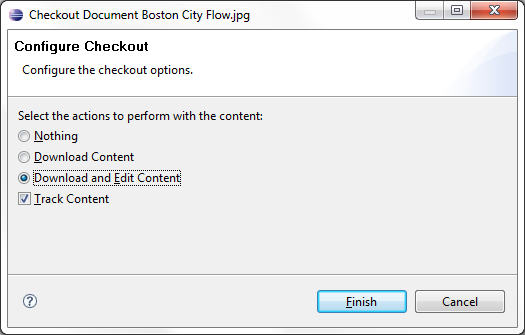 Checkout Document Boston City Flow.jpg
Configure Checkout
Configure the checkout options.
Select the actions to perform with the content:
Nothing
Download Content
Download and Edit Content
Track Content
?
Finish
Cancel